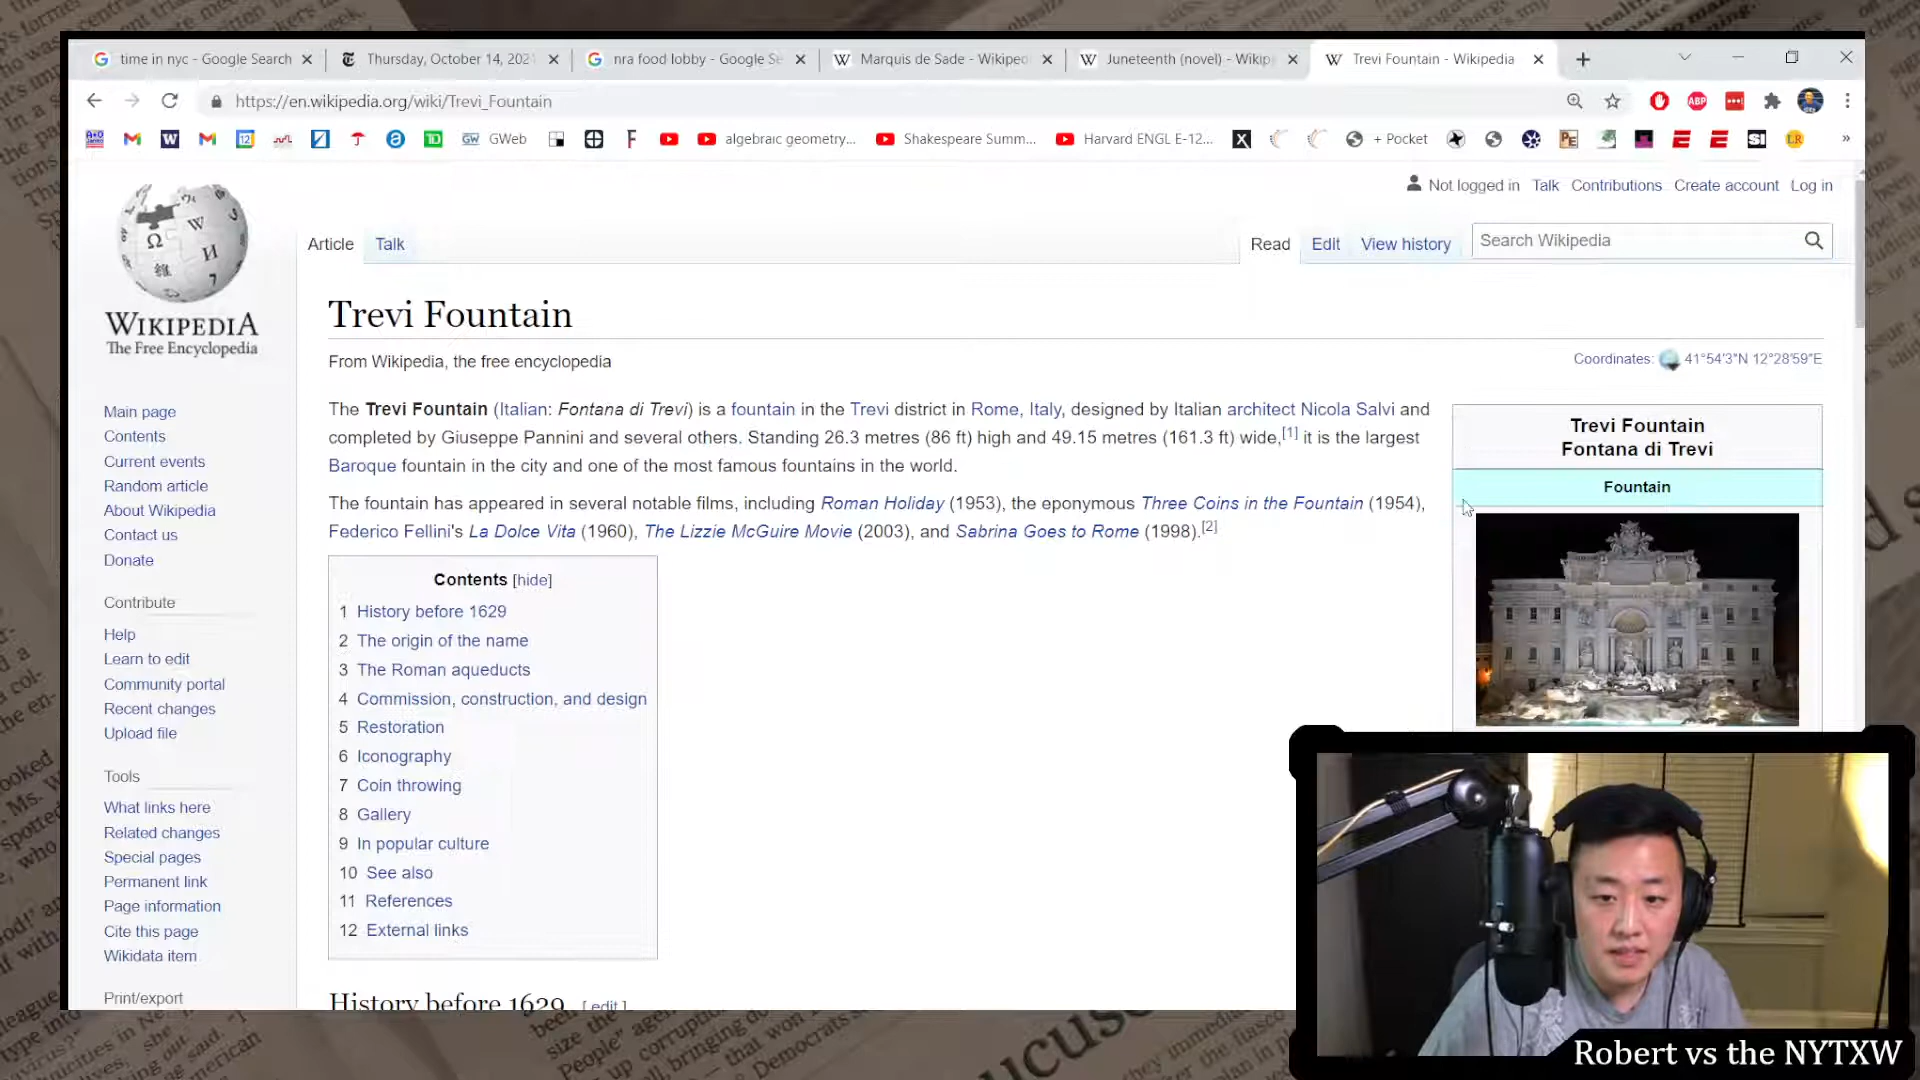 time in nyc - Google Search
Thursday, October 14, 2021
nra food lobby - Google Se
Marquis de Sade - Wikiped
Juneteenth (novel) - Wikip
Trevi Fountain - Wikipedia
https://en.wikipedia.org/wiki/Trevi_Fountain
ABP
GWeb
algebraic geometry...
Shakespeare Summ...
Harvard ENGL E-12...
+ Pocket
Not logged in Talk Contributions Create account Log in
Article Talk
Read Edit View history
Search Wikipedia
WIKIPEDIA
The Free Encyclopedia
Main page
Contents
Current events
Random article
About Wikipedia
Contact us
Donate
Contribute
Help
Learn to edit
Community portal
Recent changes
Upload file
Tools
What links here
Related changes
Special pages
Permanent link
Page information
Cite this page
Wikidata item
Print/export
Trevi Fountain
From Wikipedia, the free encyclopedia
Coordinates: 41°54′3″N 12°28′59″E
The Trevi Fountain (Italian: Fontana di Trevi) is a fountain in the Trevi district in Rome, Italy, designed by Italian architect Nicola Salvi and
completed by Giuseppe Pannini and several others. Standing 26.3 metres (86 ft) high and 49.15 metres (161.3 ft) wide,[1] it is the largest
Baroque fountain in the city and one of the most famous fountains in the world.
The fountain has appeared in several notable films, including Roman Holiday (1953), the eponymous Three Coins in the Fountain (1954),
Federico Fellini's La Dolce Vita (1960), The Lizzie McGuire Movie (2003), and Sabrina Goes to Rome (1998).[2]
Contents [hide]
1 History before 1629
2 The origin of the name
3 The Roman aqueducts
4 Commission, construction, and design
5 Restoration
6 Iconography
7 Coin throwing
8 Gallery
9 In popular culture
10 See also
11 References
12 External links
History before 1629 [ edit ]
Trevi Fountain
Fontana di Trevi
Fountain
Robert vs the NYTXW